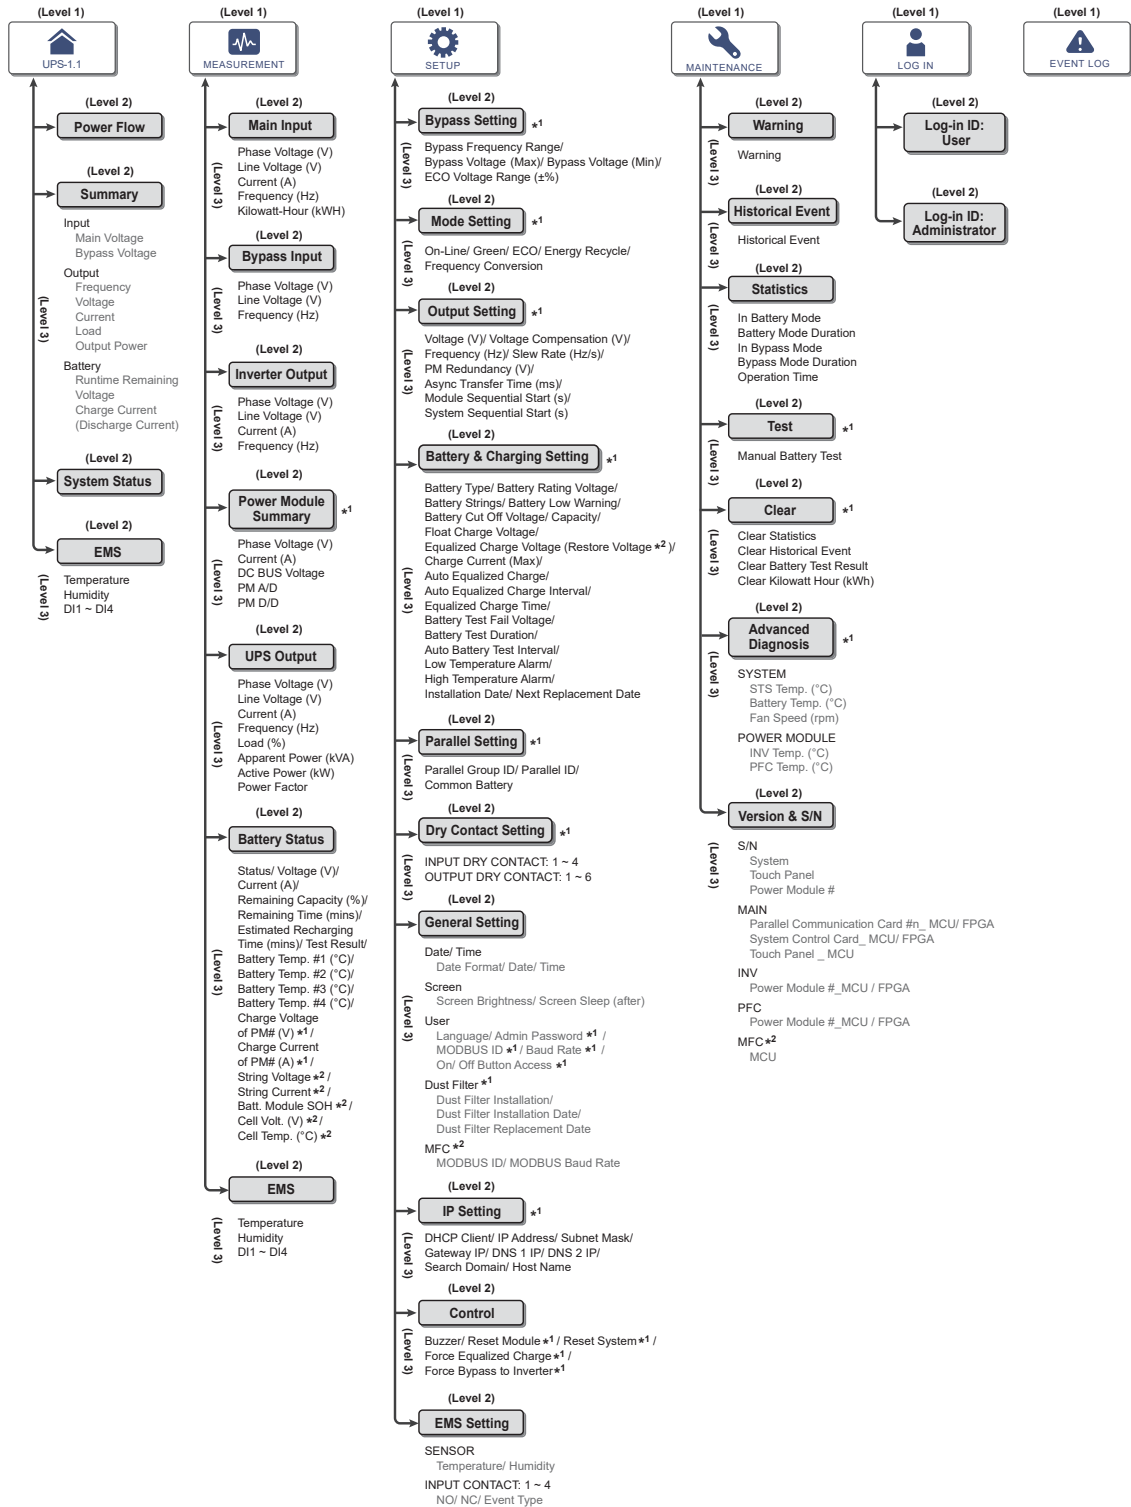 (Level 1)
UPS-1.1
(Level 2)
Power Flow
(Level 2)
Summary
(Level 3)
Input
Main Voltage
Bypass Voltage
Output
Frequency
Voltage
Current
Load
Output Power
Battery
Runtime Remaining
Voltage
Charge Current
(Discharge Current)
(Level 2)
System Status
(Level 2)
EMS
(Level 3)
Temperature
Humidity
DI1 ~ DI4
(Level 1)
MEASUREMENT
(Level 2)
Main Input
(Level 3)
Phase Voltage (V)
Line Voltage (V)
Current (A)
Frequency (Hz)
Kilowatt-Hour (kWH)
(Level 2)
Bypass Input
(Level 3)
Phase Voltage (V)
Line Voltage (V)
Frequency (Hz)
(Level 2)
Inverter Output
(Level 3)
Phase Voltage (V)
Line Voltage (V)
Current (A)
Frequency (Hz)
(Level 2)
Power Module
Summary *1
(Level 3)
Phase Voltage (V)
Current (A)
DC BUS Voltage
PM A/D
PM D/D
(Level 2)
UPS Output
(Level 3)
Phase Voltage (V)
Line Voltage (V)
Current (A)
Frequency (Hz)
Load (%)
Apparent Power (kVA)
Active Power (kW)
Power Factor
(Level 2)
Battery Status
(Level 3)
Status/ Voltage (V)/
Current (A)/
Remaining Capacity (%)/
Remaining Time (mins)/
Estimated Recharging
Time (mins)/ Test Result/
Battery Temp. #1 (°C)/
Battery Temp. #2 (°C)/
Battery Temp. #3 (°C)/
Battery Temp. #4 (°C)/
Charge Voltage
of PM# (V) *1 /
Charge Current
of PM# (A) *1 /
String Voltage *2 /
String Current *2 /
Batt. Module SOH *2 /
Cell Volt. (V) *2 /
Cell Temp. (°C) *2
(Level 2)
EMS
(Level 3)
Temperature
Humidity
DI1 ~ DI4
(Level 1)
SETUP
(Level 2)
Bypass Setting *1
(Level 3)
Bypass Frequency Range/
Bypass Voltage (Max)/ Bypass Voltage (Min)/
ECO Voltage Range (±%)
(Level 2)
Mode Setting *1
(Level 3)
On-Line/ Green/ ECO/ Energy Recycle/
Frequency Conversion
(Level 2)
Output Setting *1
(Level 3)
Voltage (V)/ Voltage Compensation (V)/
Frequency (Hz)/ Slew Rate (Hz/s)/
PM Redundancy (V)/
Async Transfer Time (ms)/
Module Sequential Start (s)/
System Sequential Start (s)
(Level 2)
Battery & Charging Setting *1
(Level 3)
Battery Type/ Battery Rating Voltage/
Battery Strings/ Battery Low Warning/
Battery Cut Off Voltage/ Capacity/
Float Charge Voltage/
Equalized Charge Voltage (Restore Voltage *2 )/
Charge Current (Max)/
Auto Equalized Charge/
Auto Equalized Charge Interval/
Equalized Charge Time/
Battery Test Fail Voltage/
Battery Test Duration/
Auto Battery Test Interval/
Low Temperature Alarm/
High Temperature Alarm/
Installation Date/ Next Replacement Date
(Level 2)
Parallel Setting *1
(Level 3)
Parallel Group ID/ Parallel ID/
Common Battery
(Level 2)
Dry Contact Setting *1
(Level 3)
INPUT DRY CONTACT: 1 ~ 4
OUTPUT DRY CONTACT: 1 ~ 6
(Level 2)
General Setting
(Level 3)
Date/ Time
Date Format/ Date/ Time
Screen
Screen Brightness/ Screen Sleep (after)
User
Language/ Admin Password *1 /
MODBUS ID *1 / Baud Rate *1 /
On/ Off Button Access *1
Dust Filter *1
Dust Filter Installation/
Dust Filter Installation Date/
Dust Filter Replacement Date
MFC *2
MODBUS ID/ MODBUS Baud Rate
(Level 2)
IP Setting *1
(Level 3)
DHCP Client/ IP Address/ Subnet Mask/
Gateway IP/ DNS 1 IP/ DNS 2 IP/
Search Domain/ Host Name
(Level 2)
Control
(Level 3)
Buzzer/ Reset Module *1 / Reset System *1 /
Force Equalized Charge *1 /
Force Bypass to Inverter *1
(Level 2)
EMS Setting
SENSOR
Temperature/ Humidity
INPUT CONTACT: 1 ~ 4
NO/ NC/ Event Type
(Level 1)
MAINTENANCE
(Level 2)
Warning
(Level 3)
Warning
(Level 2)
Historical Event
(Level 3)
Historical Event
(Level 2)
Statistics
(Level 3)
In Battery Mode
Battery Mode Duration
In Bypass Mode
Bypass Mode Duration
Operation Time
(Level 2)
Test *1
(Level 3)
Manual Battery Test
(Level 2)
Clear *1
(Level 3)
Clear Statistics
Clear Historical Event
Clear Battery Test Result
Clear Kilowatt Hour (kWh)
(Level 2)
Advanced
Diagnosis *1
(Level 3)
SYSTEM
STS Temp. (°C)
Battery Temp. (°C)
Fan Speed (rpm)
POWER MODULE
INV Temp. (°C)
PFC Temp. (°C)
(Level 2)
Version & S/N
(Level 3)
S/N
System
Touch Panel
Power Module #
MAIN
Parallel Communication Card #n_ MCU/ FPGA
System Control Card_ MCU/ FPGA
Touch Panel _ MCU
INV
Power Module #_MCU / FPGA
PFC
Power Module #_MCU / FPGA
MFC *2
MCU
(Level 1)
LOG IN
(Level 2)
Log-in ID:
User
(Level 2)
Log-in ID:
Administrator
(Level 1)
EVENT LOG